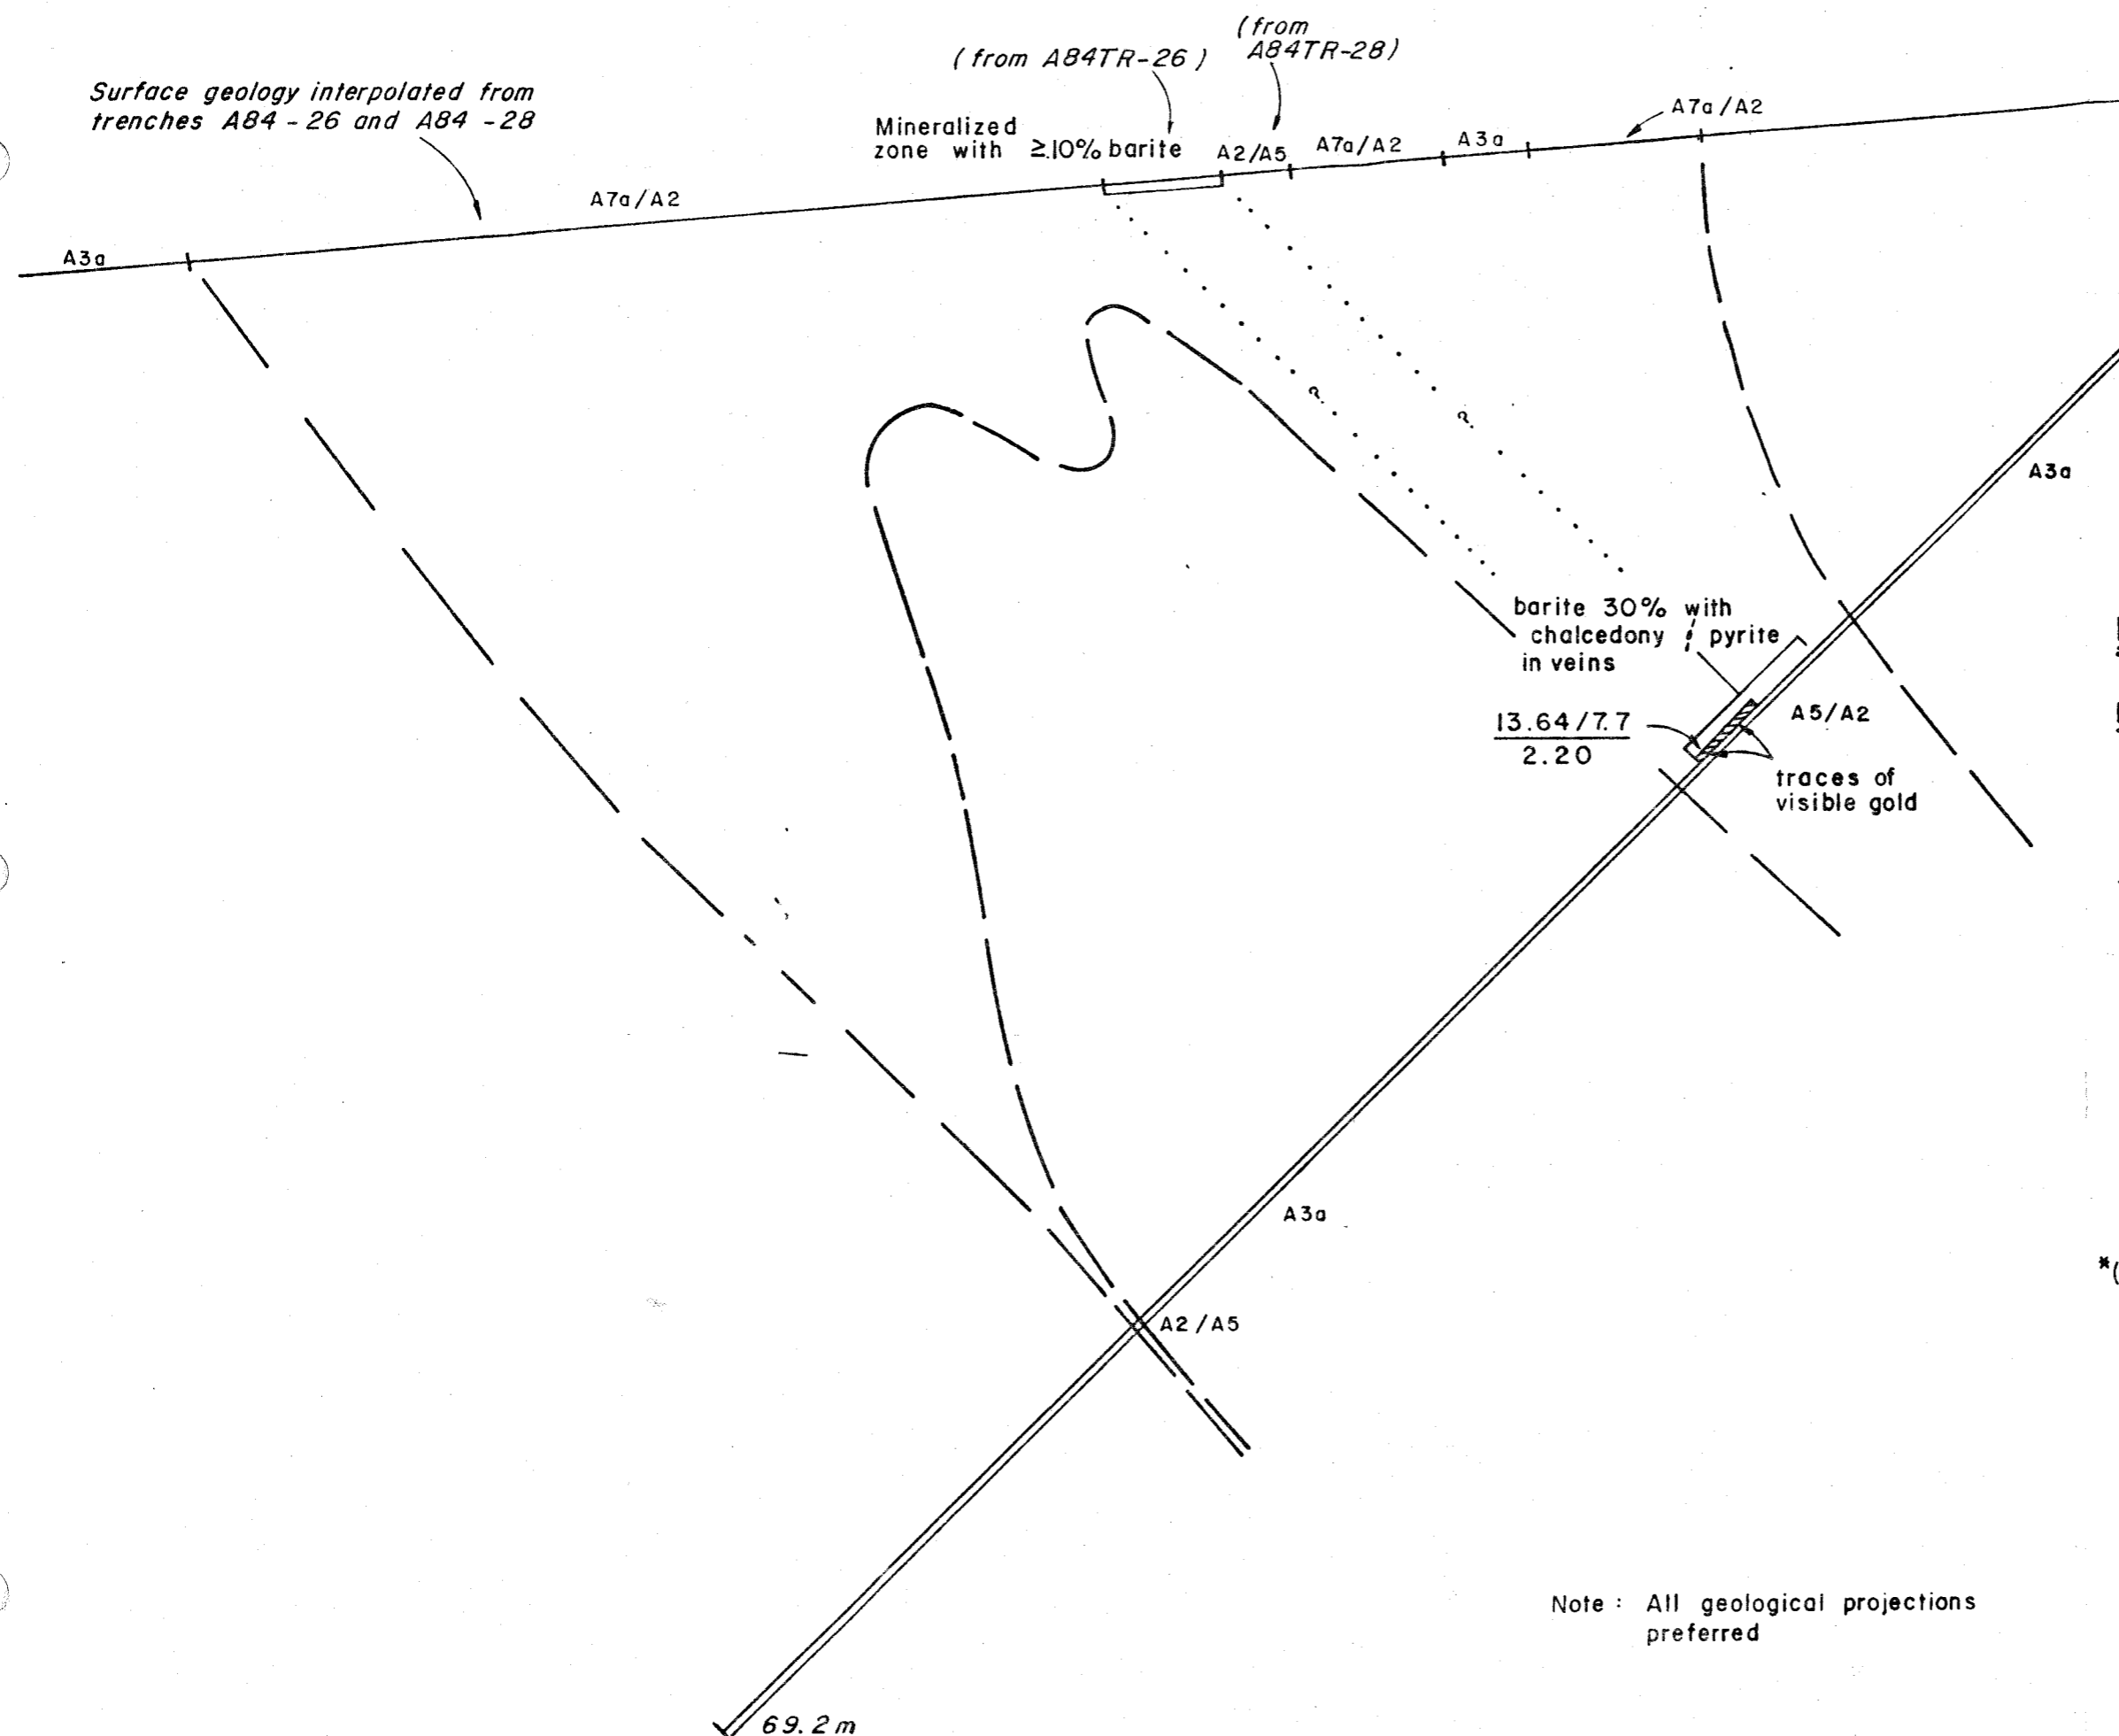 (from
A84TR-28)
(from A84TR-26)
Surface geology interpolated from
trenches A84-26 and A84-28
Mineralized
zone with ≥10% barite
A2/A5
A7a/A2
A3a
A7a/A2
A7a/A2
A3a
?
?
A3a
barite 30% with
chalcedony & pyrite
in veins
13.64/7.7
2.20
A5/A2
traces of
visible gold
A3a
*(
A2/A5
Note: All geological projections
preferred
69.2m